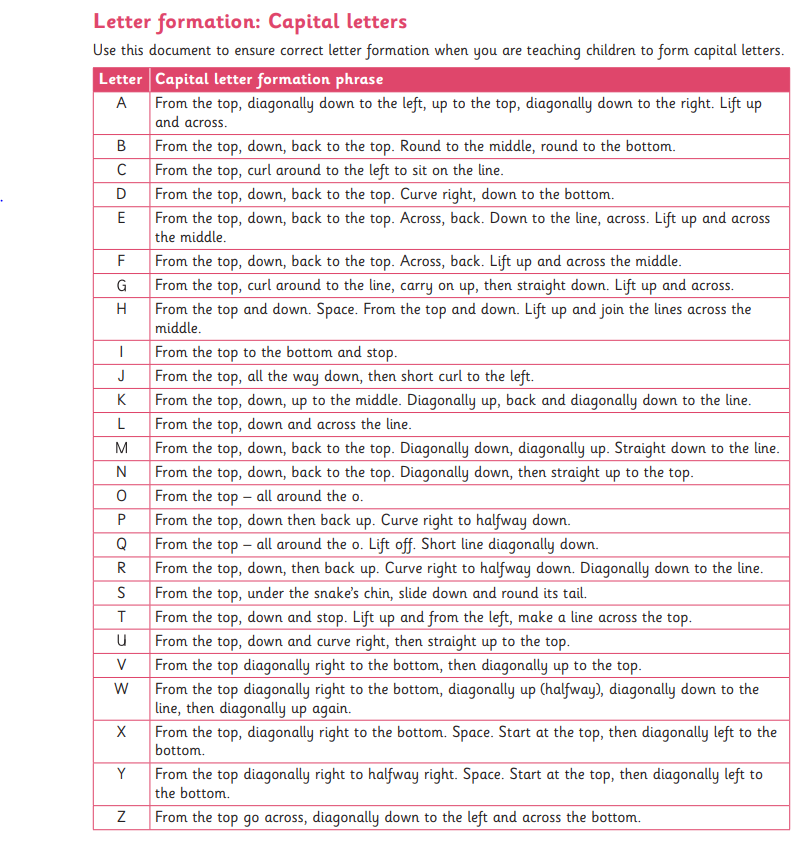 Letter formation: Capital letters
Use this document to ensure correct letter formation when you are teaching children to form capital letters.
Letter Capital letter formation phrase
A From the top, diagonally down to the left, up to the top, diagonally down to the right. Lift up
and across.
B From the top, down, back to the top. Round to the middle, round to the bottom.
C From the top, curl around to the left to sit on the line.
D From the top, down, back to the top. Curve right, down to the bottom.
E From the top, down, back to the top. Across, back. Down to the line, across. Lift up and across
the middle.
F From the top, down, back to the top. Across, back. Lift up and across the middle.
G From the top, curl around to the line, carry on up, then straight down. Lift up and across.
H From the top and down. Space. From the top and down. Lift up and join the lines across the
middle.
I From the top to the bottom and stop.
J From the top, all the way down, then short curl to the left.
K From the top, down, up to the middle. Diagonally up, back and diagonally down to the line.
L From the top, down and across the line.
M From the top, down, back to the top. Diagonally down, diagonally up. Straight down to the line.
N From the top, down, back to the top. Diagonally down, then straight up to the top.
O From the top – all around the o.
P From the top, down then back up. Curve right to halfway down.
Q From the top – all around the o. Lift off. Short line diagonally down.
R From the top, down, then back up. Curve right to halfway down. Diagonally down to the line.
S From the top, under the snake's chin, slide down and round its tail.
T From the top, down and stop. Lift up and from the left, make a line across the top.
U From the top, down and curve right, then straight up to the top.
V From the top diagonally right to the bottom, then diagonally up to the top.
W From the top diagonally right to the bottom, diagonally up (halfway), diagonally down to the
line, then diagonally up again.
X From the top, diagonally right to the bottom. Space. Start at the top, then diagonally left to the
bottom.
Y From the top diagonally right to halfway right. Space. Start at the top, then diagonally left to
the bottom.
Z From the top go across, diagonally down to the left and across the bottom.